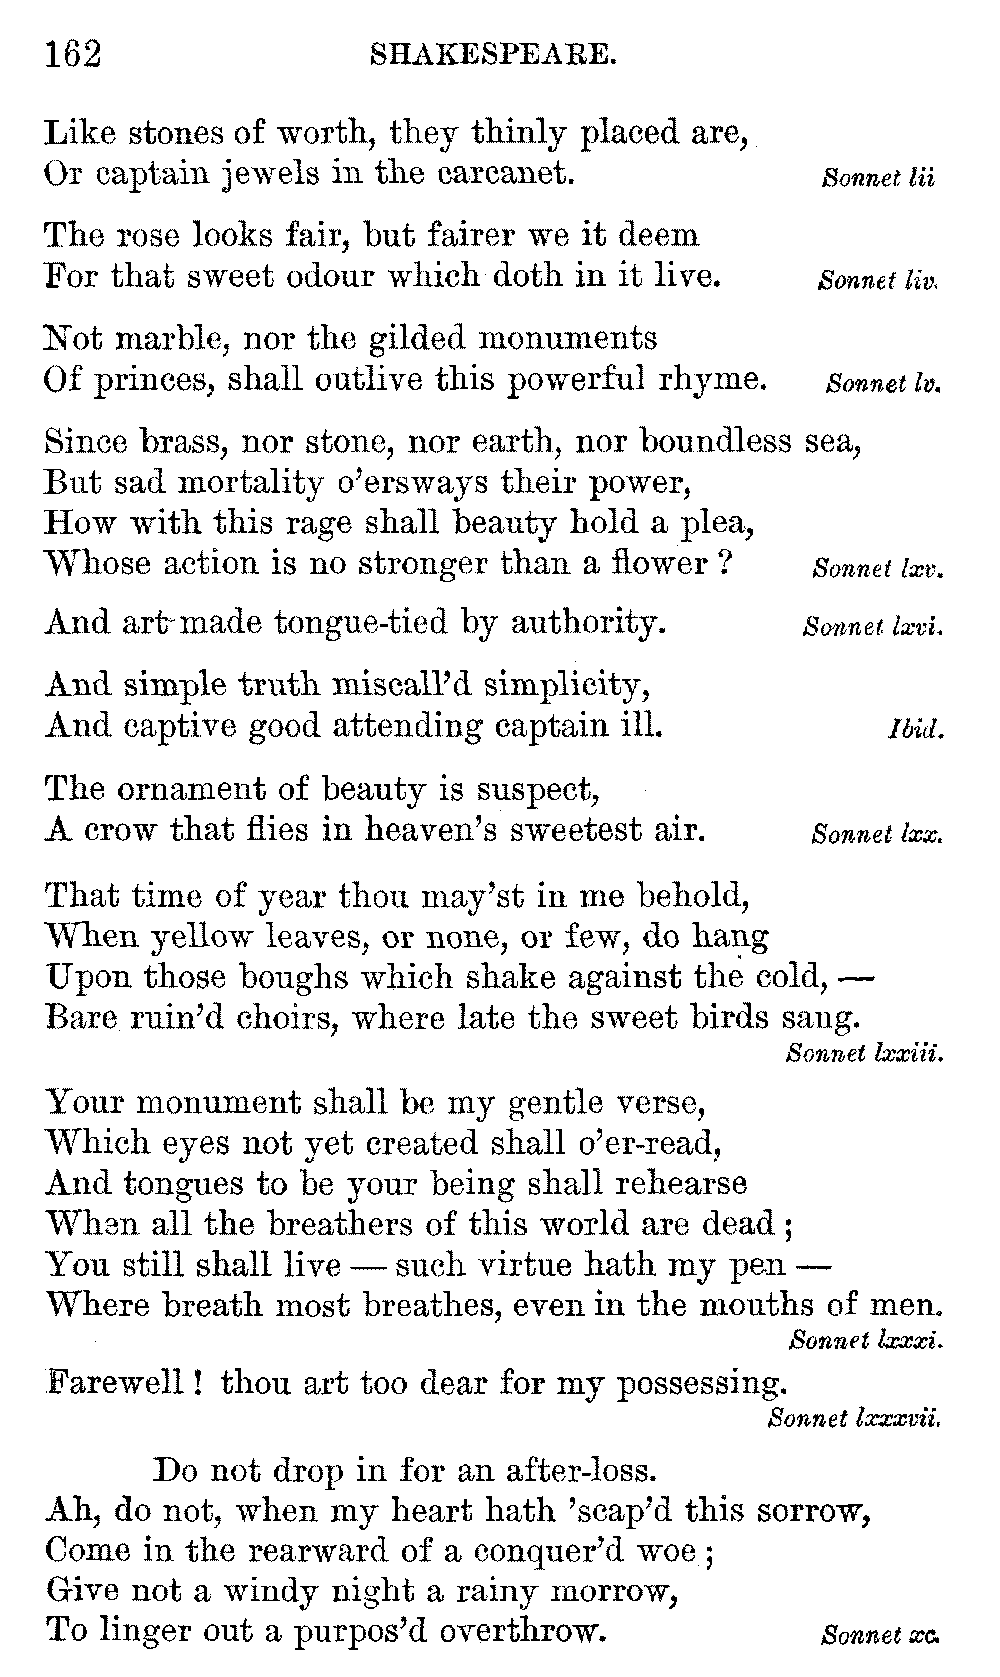 162 SHAKESPEARE.
Like stones of worth, they thinly placed are,
Or captain jewels in the carcanet. Sonnet lii
The rose looks fair, but fairer we it deem
For that sweet odour which doth in it live. Sonnet liv.
Not marble, nor the gilded monuments
Of princes, shall outlive this powerful rhyme. Sonnet lv.
Since brass, nor stone, nor earth, nor boundless sea,
But sad mortality o’ersways their power,
How with this rage shall beauty hold a plea,
Whose action is no stronger than a flower ? Sonnet lxv.
And art made tongue-tied by authority. Sonnet lxvi.
And simple truth miscall’d simplicity,
And captive good attending captain ill. Ibid.
The ornament of beauty is suspect,
A crow that flies in heaven’s sweetest air. Sonnet lxx.
That time of year thou may’st in me behold,
When yellow leaves, or none, or few, do hang
Upon those boughs which shake against the cold, —
Bare ruin’d choirs, where late the sweet birds sang.
Sonnet lxxiii.
Your monument shall be my gentle verse,
Which eyes not yet created shall o’er-read,
And tongues to be your being shall rehearse
When all the breathers of this world are dead ;
You still shall live — such virtue hath my pen —
Where breath most breathes, even in the mouths of men.
Sonnet lxxxi.
Farewell ! thou art too dear for my possessing.
Sonnet lxxxvii.
Do not drop in for an after-loss.
Ah, do not, when my heart hath ’scap’d this sorrow,
Come in the rearward of a conquer’d woe ;
Give not a windy night a rainy morrow,
To linger out a purpos’d overthrow. Sonnet xc.